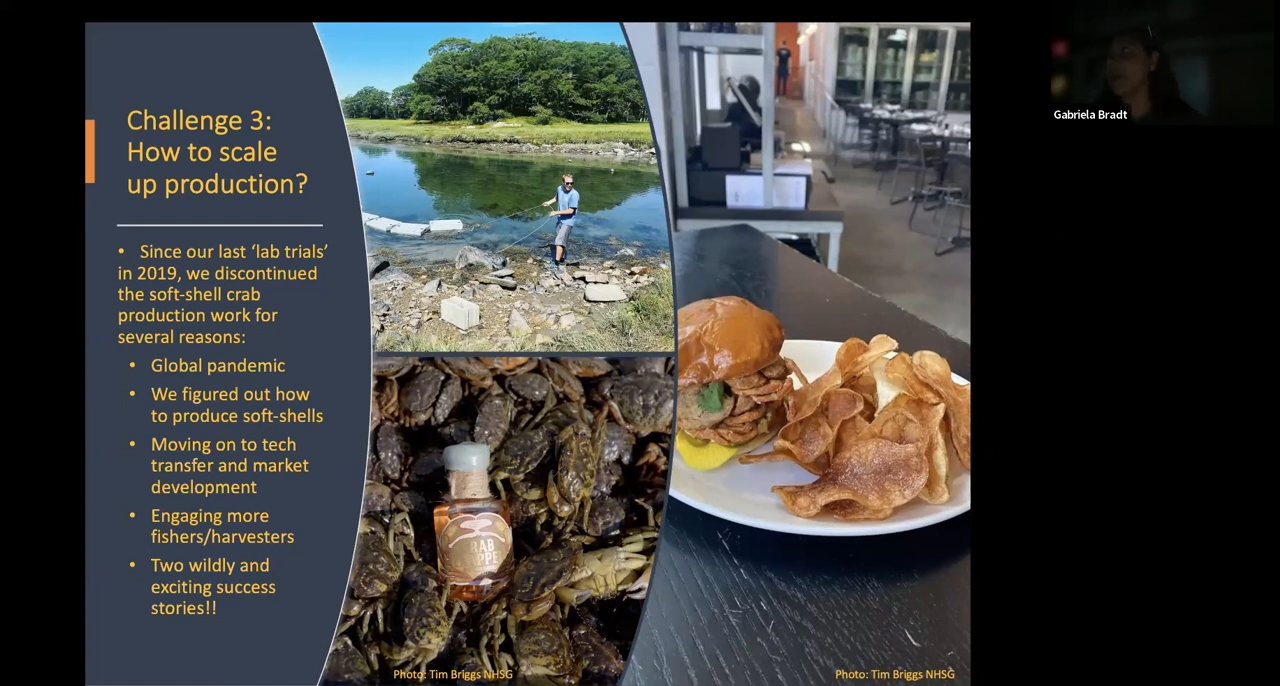 Challenge 3:
How to scale
up production?
• Since our last ‘lab trials’
in 2019, we discontinued
the soft-shell crab
production work for
several reasons:
• Global pandemic
• We figured out how
to produce soft-shells
• Moving on to tech
transfer and market
development
• Engaging more
fishers/harvesters
• Two wildly and
exciting success
stories!!
Photo: Tim Briggs NHSG
Photo: Tim Briggs NHSG
Gabriela Bradt